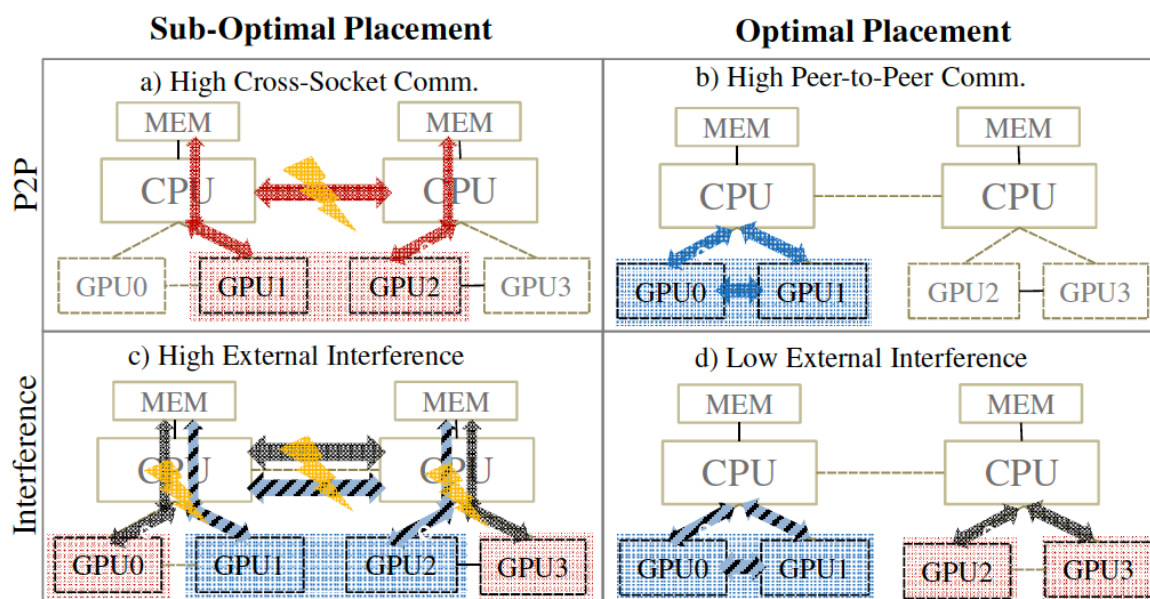 Sub-Optimal Placement
Optimal Placement
P2P
a) High Cross-Socket Comm.
MEM
MEM
CPU
CPU
GPU0
GPU1
GPU2
GPU3
b) High Peer-to-Peer Comm.
MEM
MEM
CPU
CPU
GPU0
GPU1
GPU2
GPU3
Interference
c) High External Interference
MEM
MEM
CPU
CPU
GPU0
GPU1
GPU2
GPU3
d) Low External Interference
MEM
MEM
CPU
CPU
GPU0
GPU1
GPU2
GPU3